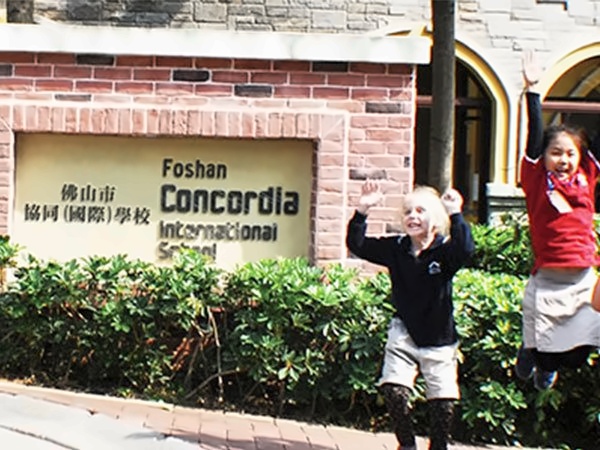 佛山市
協同(國際)學校
Foshan
Concordia
International
School